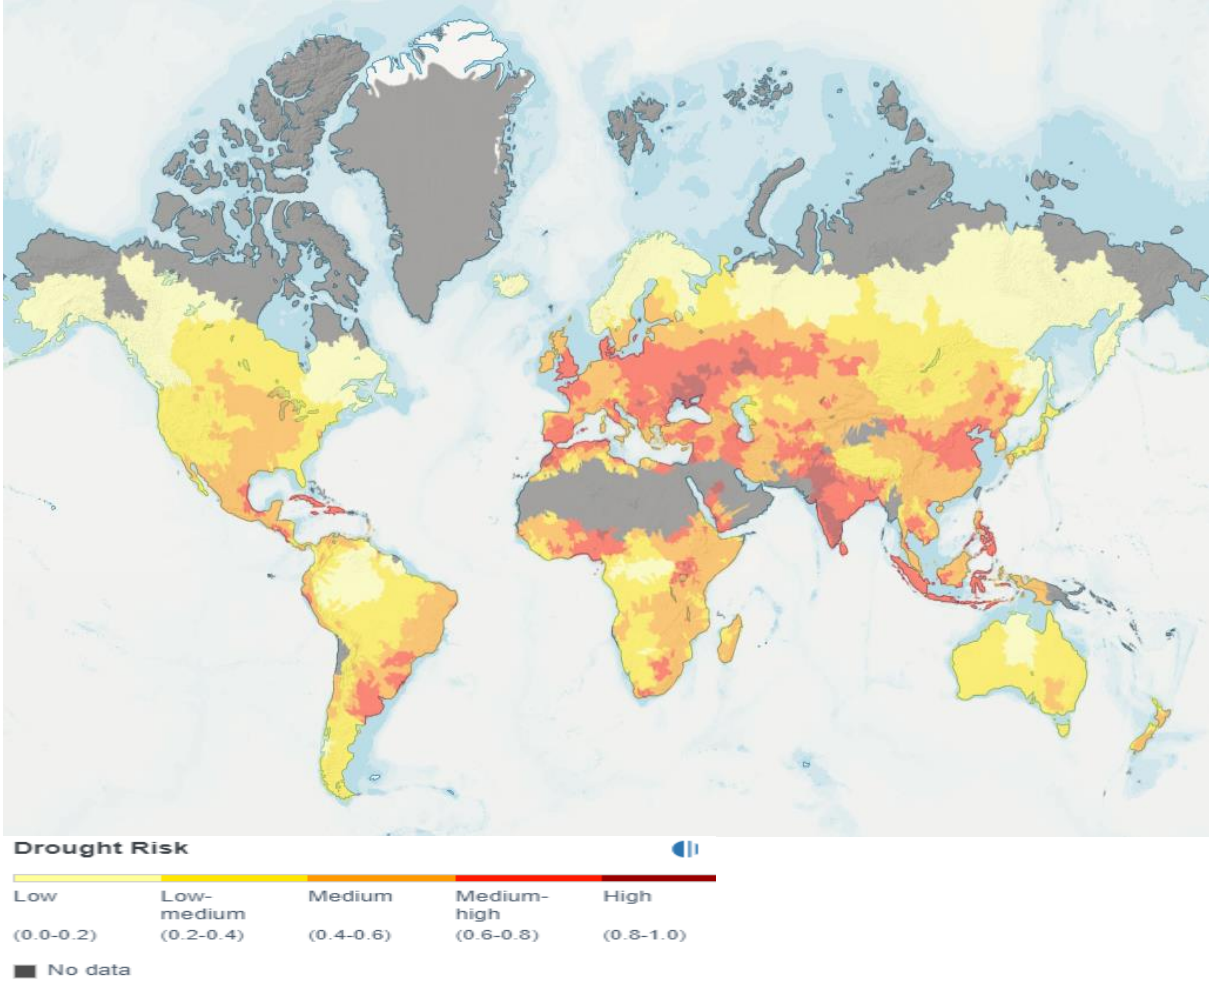 Drought Risk
Low Low- Medium Medium- High
medium high
(0.0-0.2) (0.2-0.4) (0.4-0.6) (0.6-0.8) (0.8-1.0)
No data